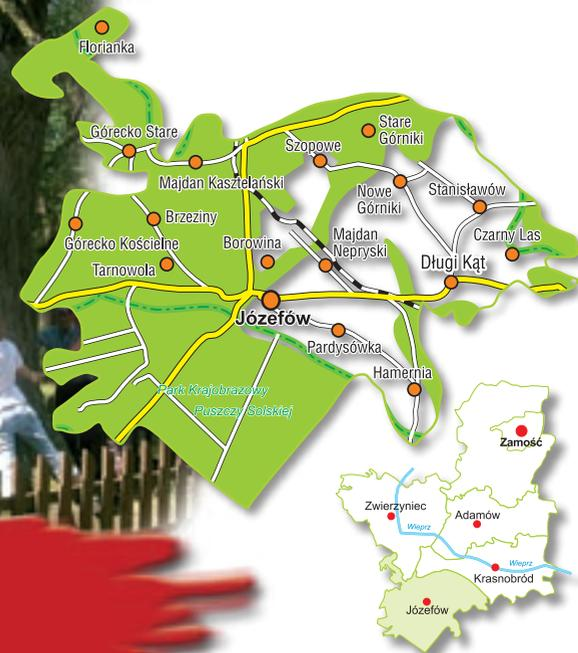 Florianka
Górecko Stare
Stare
Górniki
Szopowe
Majdan Kasztelański
Nowe
Górniki
Stanisławów
Brzeziny
Górecko Kościelne
Borowina
Majdan
Nepryski
Czarny Las
Tarnowola
Długi Kąt
Józefów
Pardysówka
Hamernia
Park Krajobrazowy
Puszczy Solskiej
Zamość
Zwierzyniec
Adamów
Wieprz
Wieprz
Krasnobród
Józefów